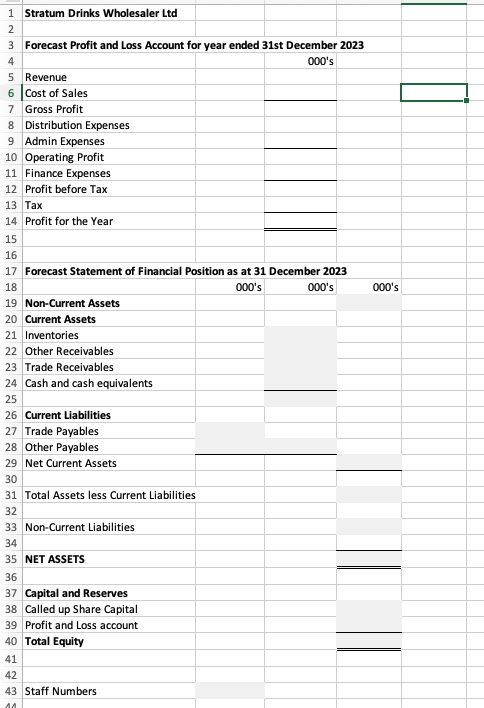 1 Stratum Drinks Wholesaler Ltd
2
3 Forecast Profit and Loss Account for year ended 31st December 2023
4 000's
5 Revenue
6 Cost of Sales
7 Gross Profit
8 Distribution Expenses
9 Admin Expenses
10 Operating Profit
11 Finance Expenses
12 Profit before Tax
13 Tax
14 Profit for the Year
15
16
17 Forecast Statement of Financial Position as at 31 December 2023
18 000's 000's 000's
19 Non-Current Assets
20 Current Assets
21 Inventories
22 Other Receivables
23 Trade Receivables
24 Cash and cash equivalents
25
26 Current Liabilities
27 Trade Payables
28 Other Payables
29 Net Current Assets
30
31 Total Assets less Current Liabilities
32
33 Non-Current Liabilities
34
35 NET ASSETS
36
37 Capital and Reserves
38 Called up Share Capital
39 Profit and Loss account
40 Total Equity
41
42
43 Staff Numbers
44